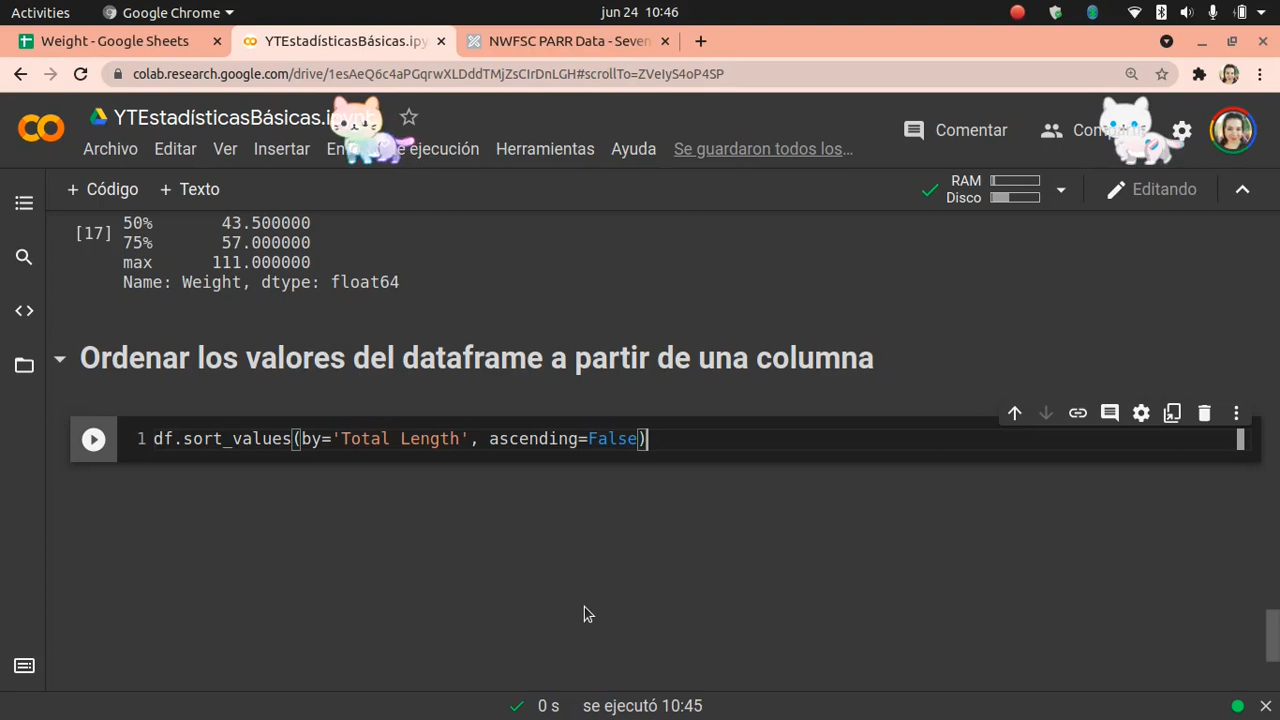 Activities Google Chrome jun 24 10:46
Weight - Google Sheets YTEstadísticasBásicas.ipy NWFSC PARR Data - Seven
colab.research.google.com/drive/1esAeQ6c4aPGqrwXLDddTMjZsCIrDnLGH#scrollTo=ZVeIyS4oP4SP
YTEstadísticasBásicas.ipynb
Comentar
Archivo Editar Ver Insertar ejecución Herramientas Ayuda Se guardaron todos los…
+ Código + Texto RAM Disco Editando
[17] 50% 43.500000
75% 57.000000
max 111.000000
Name: Weight, dtype: float64
Ordenar los valores del dataframe a partir de una columna
1 df.sort_values(by='Total Length', ascending=False)
0 s se ejecutó 10:45